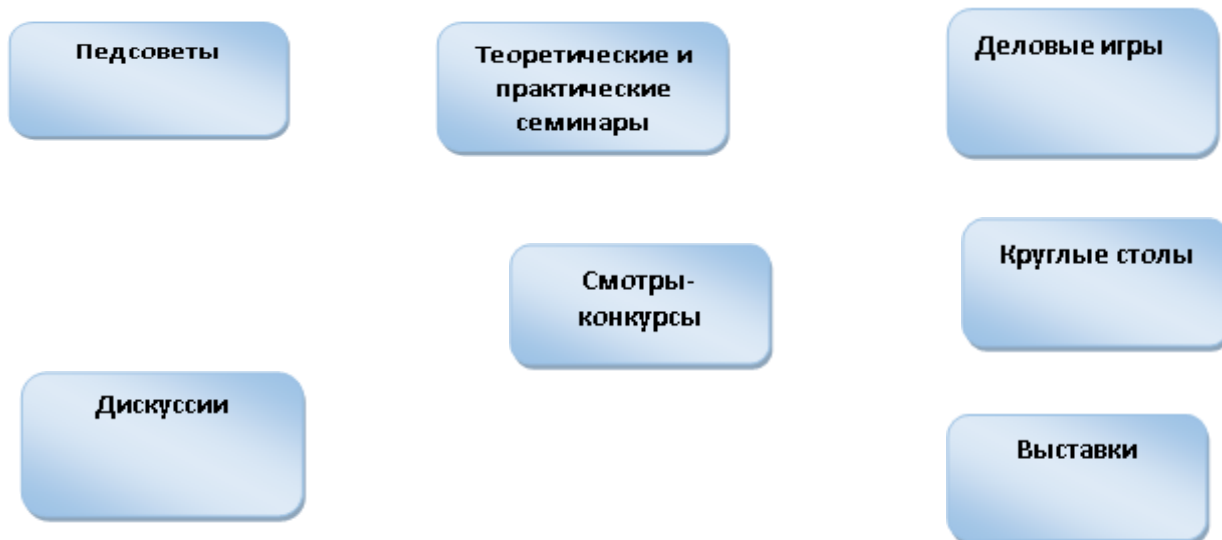 Педсоветы
Теоретические и
практические
семинары
Деловые игры
Смотры-
конкурсы
Круглые столы
Дискуссии
Выставки